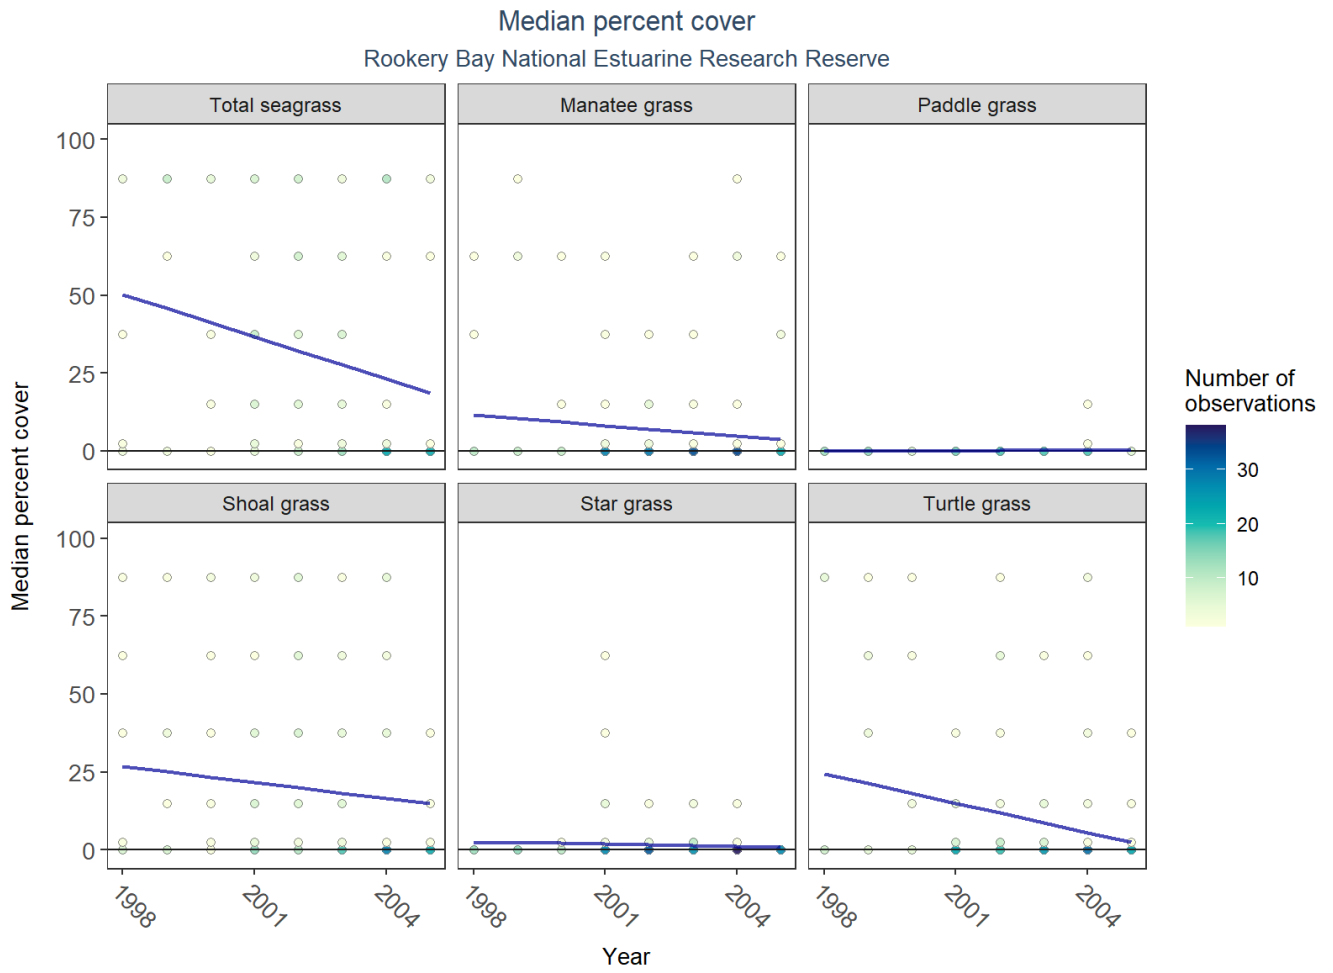 Median percent cover
Rookery Bay National Estuarine Research Reserve
Total seagrass
Manatee grass
Paddle grass
100
75
50
25
0
Shoal grass
Star grass
Turtle grass
100
75
50
25
0
Median percent cover
1998
2001
2004
1998
2001
2004
1998
2001
2004
Year
Number of
observations
30
20
10